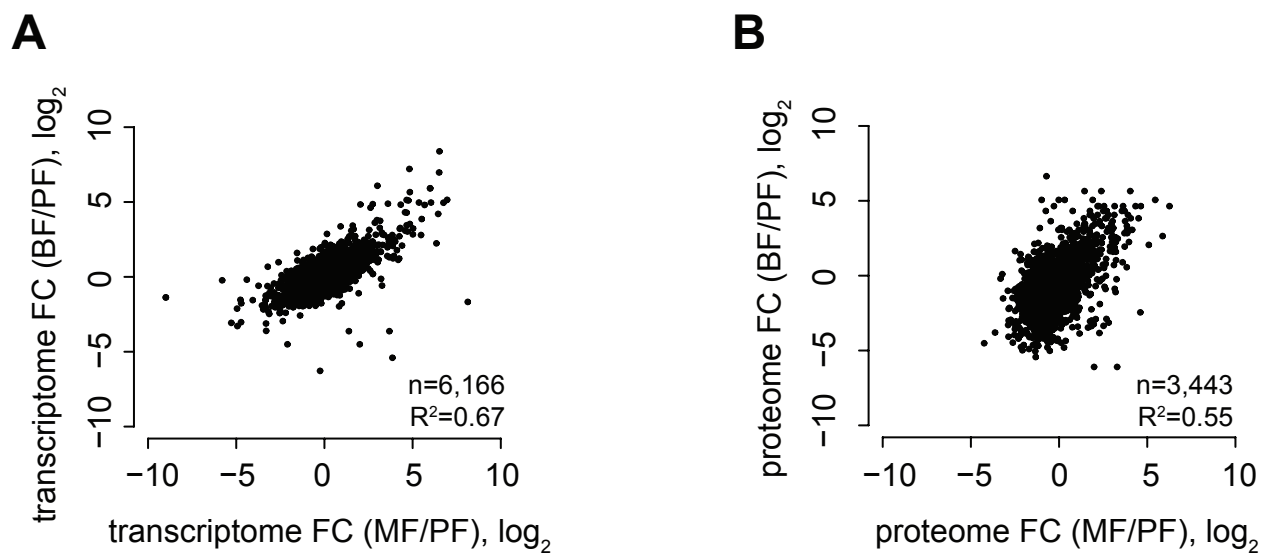 A
transcriptome FC (BF/PF), log2
10
5
0
−5
−10
n=6,166
R²=0.67
−10 −5 0 5 10
transcriptome FC (MF/PF), log2
B
proteome FC (BF/PF), log2
10
5
0
−5
−10
n=3,443
R²=0.55
−10 −5 0 5 10
proteome FC (MF/PF), log2